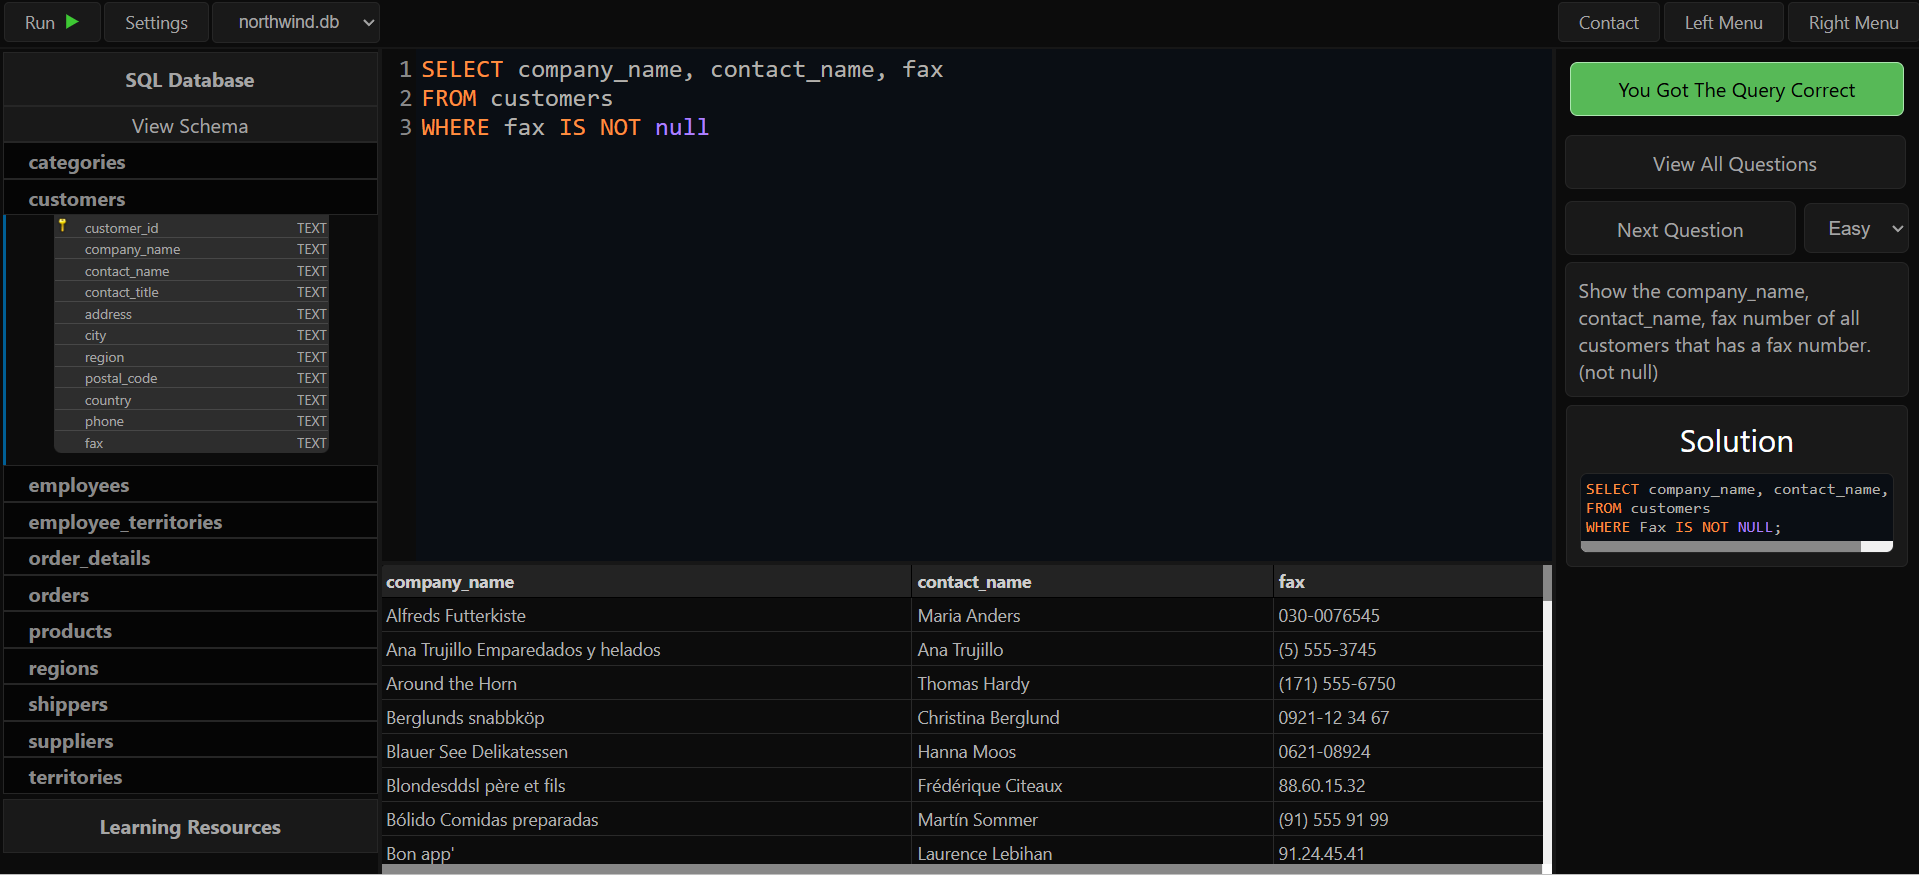 Run
Settings
northwind.db
Contact
Left Menu
Right Menu
SQL Database
View Schema
categories
customers
customer_id TEXT
company_name TEXT
contact_name TEXT
contact_title TEXT
address TEXT
city TEXT
region TEXT
postal_code TEXT
country TEXT
phone TEXT
fax TEXT
employees
employee_territories
order_details
orders
products
regions
shippers
suppliers
territories
Learning Resources
1 SELECT company_name, contact_name, fax
2 FROM customers
3 WHERE fax IS NOT null
company_name contact_name fax
Alfreds Futterkiste Maria Anders 030-0076545
Ana Trujillo Emparedados y helados Ana Trujillo (5) 555-3745
Around the Horn Thomas Hardy (171) 555-6750
Berglunds snabbköp Christina Berglund 0921-12 34 67
Blauer See Delikatessen Hanna Moos 0621-08924
Blondesddsl père et fils Frédérique Citeaux 88.60.15.32
Bólido Comidas preparadas Martín Sommer (91) 555 91 99
Bon app' Laurence Lebihan 91.24.45.41
You Got The Query Correct
View All Questions
Next Question
Easy
Show the company_name,
contact_name, fax number of all
customers that has a fax number.
(not null)
Solution
SELECT company_name, contact_name,
FROM customers
WHERE Fax IS NOT NULL;